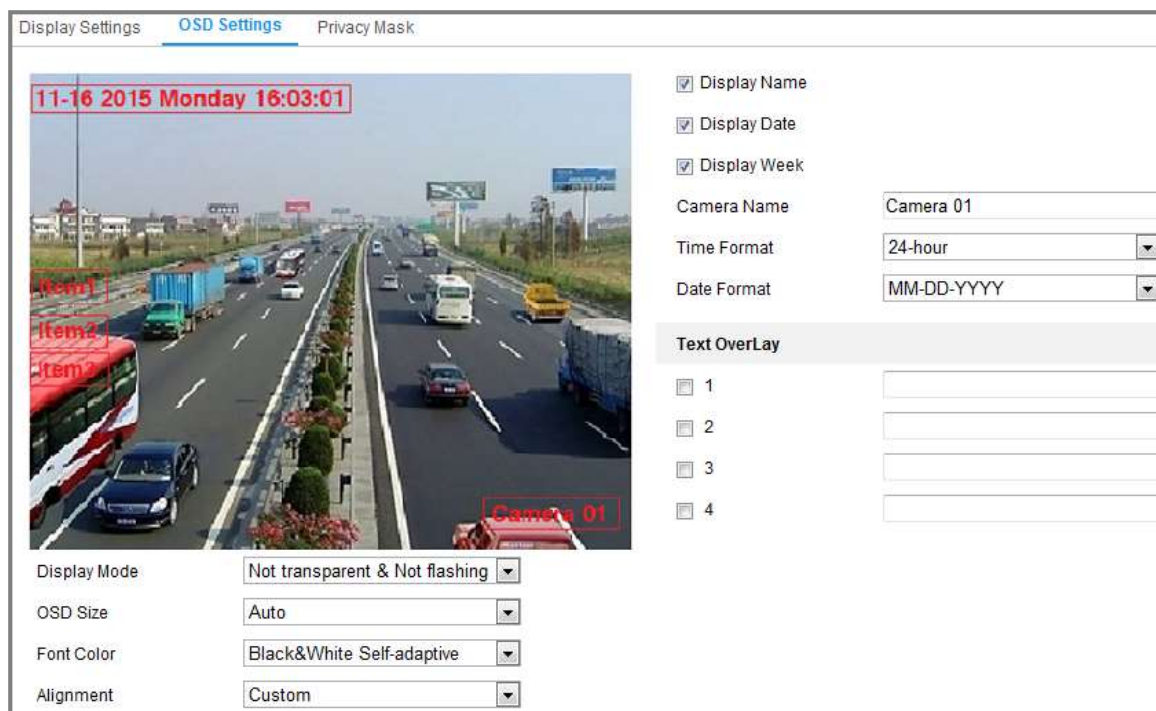 Display Settings OSD Settings Privacy Mask
11-16 2015 Monday 16:03:01
Item1
Item2
Item3
Camera 01
Display Mode Not transparent & Not flashing
OSD Size Auto
Font Color Black&White Self-adaptive
Alignment Custom
Display Name
Display Date
Display Week
Camera Name Camera 01
Time Format 24-hour
Date Format MM-DD-YYYY
Text OverLay
1
2
3
4